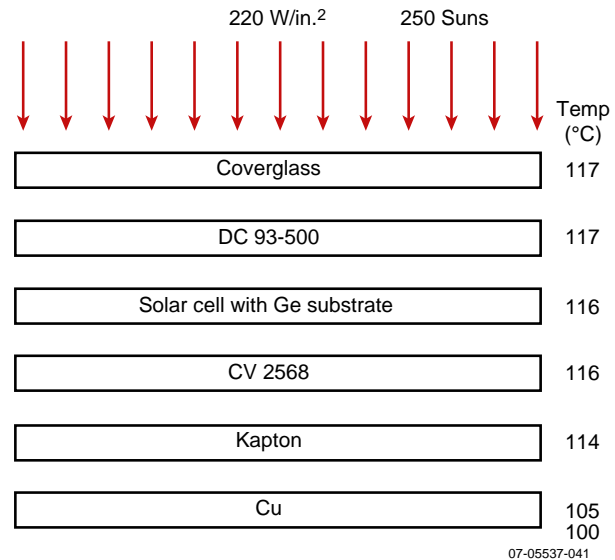 220 W/in.² 250 Suns
Temp
(°C)
Coverglass 117
DC 93-500 117
Solar cell with Ge substrate 116
CV 2568 116
Kapton 114
Cu 105
100
07-05537-041